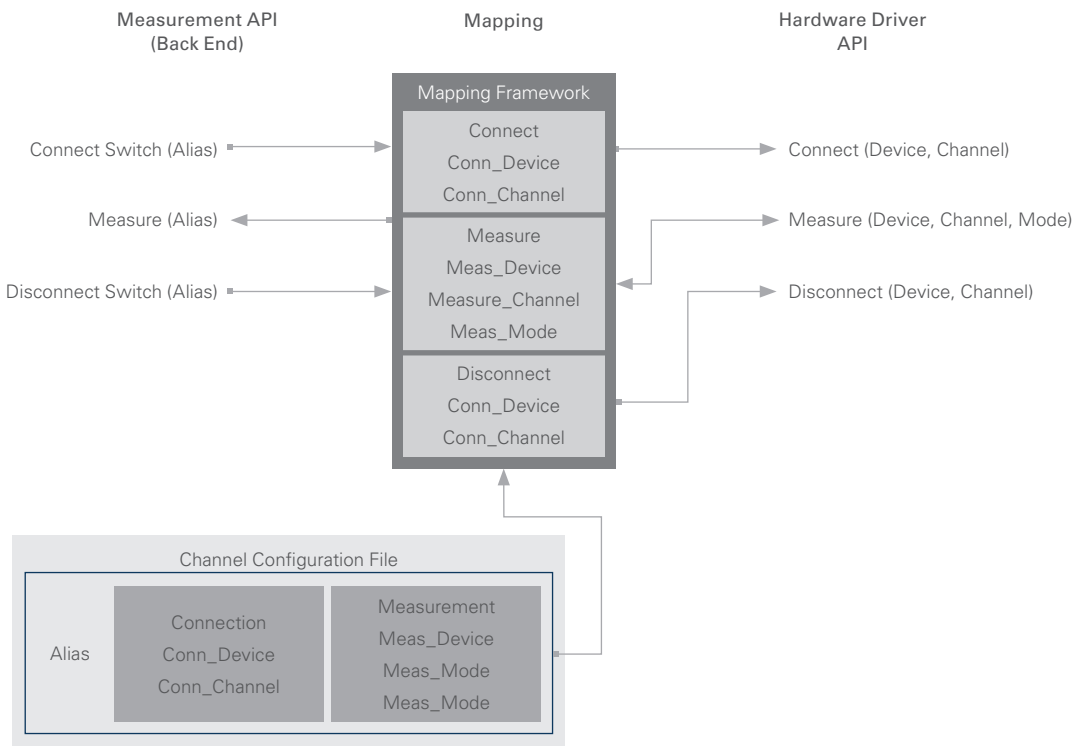 Measurement API
(Back End)
Mapping
Hardware Driver
API
Mapping Framework
Connect
Conn_Device
Conn_Channel
Connect Switch (Alias)
Connect (Device, Channel)
Measure (Alias)
Measure
Meas_Device
Measure_Channel
Meas_Mode
Measure (Device, Channel, Mode)
Disconnect Switch (Alias)
Disconnect (Device, Channel)
Disconnect
Conn_Device
Conn_Channel
Channel Configuration File
Alias
Connection
Conn_Device
Conn_Channel
Measurement
Meas_Device
Meas_Mode
Meas_Mode